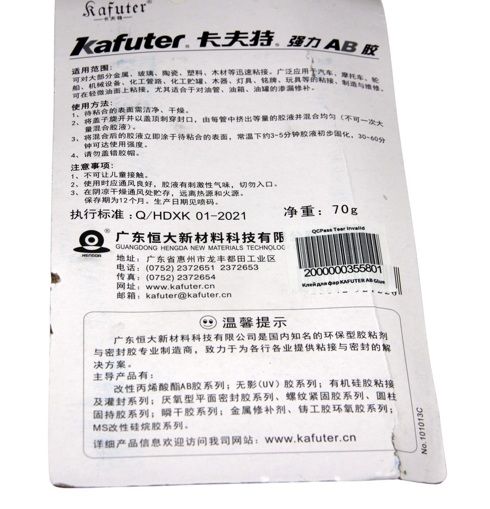 Kafuter®
卡夫特
Kafuter® 卡夫特® 强力 AB 胶
适用范围:
可对大部分金属、玻璃、陶瓷、塑料、木材等迅速粘接。广泛应用于汽车、摩托车、轮
船、机械设备、化工管路、化工贮罐、木器、灯具、铭牌、玩具等的粘接、制造与维修。
可在轻微油面上粘接,尤其适合于对油管、油箱、油罐的渗漏修补。
使用方法:
1、待粘合的表面需洁净、干燥。
2、将盖子旋开并以盖顶刺穿封口,由每管中挤出等量的胶液并混合均匀(不可一次大
量混合胶液)。
3、将混合后的胶液立即涂于待粘合的表面,常温下约3~5分钟胶液初步固化,30-60分
钟可达使用强度。
4、请勿盖错胶帽。
注意事项:
1、不可让儿童接触。
2、使用时应通风良好,胶液有刺激性气味,切勿入口。
3、在阴凉干燥通风处贮存,远离热源和火源。
保存期为12个月,生产日期见喷码。
执行标准:Q/HDXK 01-2021 净重:70g
HENGDA
广东恒大新材料科技有限
GUANGDONG HENGDA NEW MATERIALS TECHNOLOG
地址:广东省惠州市龙丰都田工业区
电话:(0752) 2372651 2372653
传真:(0752) 2372654
网址:www.kafuter.cn
邮箱:kafuter@kafuter.cn
QCPass Tear Invalid
2000000355801
Клей для фар KAFUTER AB Glue
温馨提示
广东恒大新材料科技有限公司是国内知名的环保型胶粘剂
与密封胶专业制造商,致力于为各行各业提供粘接与密封的解
决方案。
主导产品有:
改性丙烯酸酯AB胶系列;无影(UV)胶系列;有机硅胶粘接
及灌封系列;厌氧型平面密封胶系列、螺纹紧固胶系列、圆柱
固持胶系列;瞬干胶系列;金属修补剂、铸工胶环氧胶系列;
MS改性硅烷胶系列。
详细产品信息欢迎访问我司网站:www.kafuter.cn
No.101013C